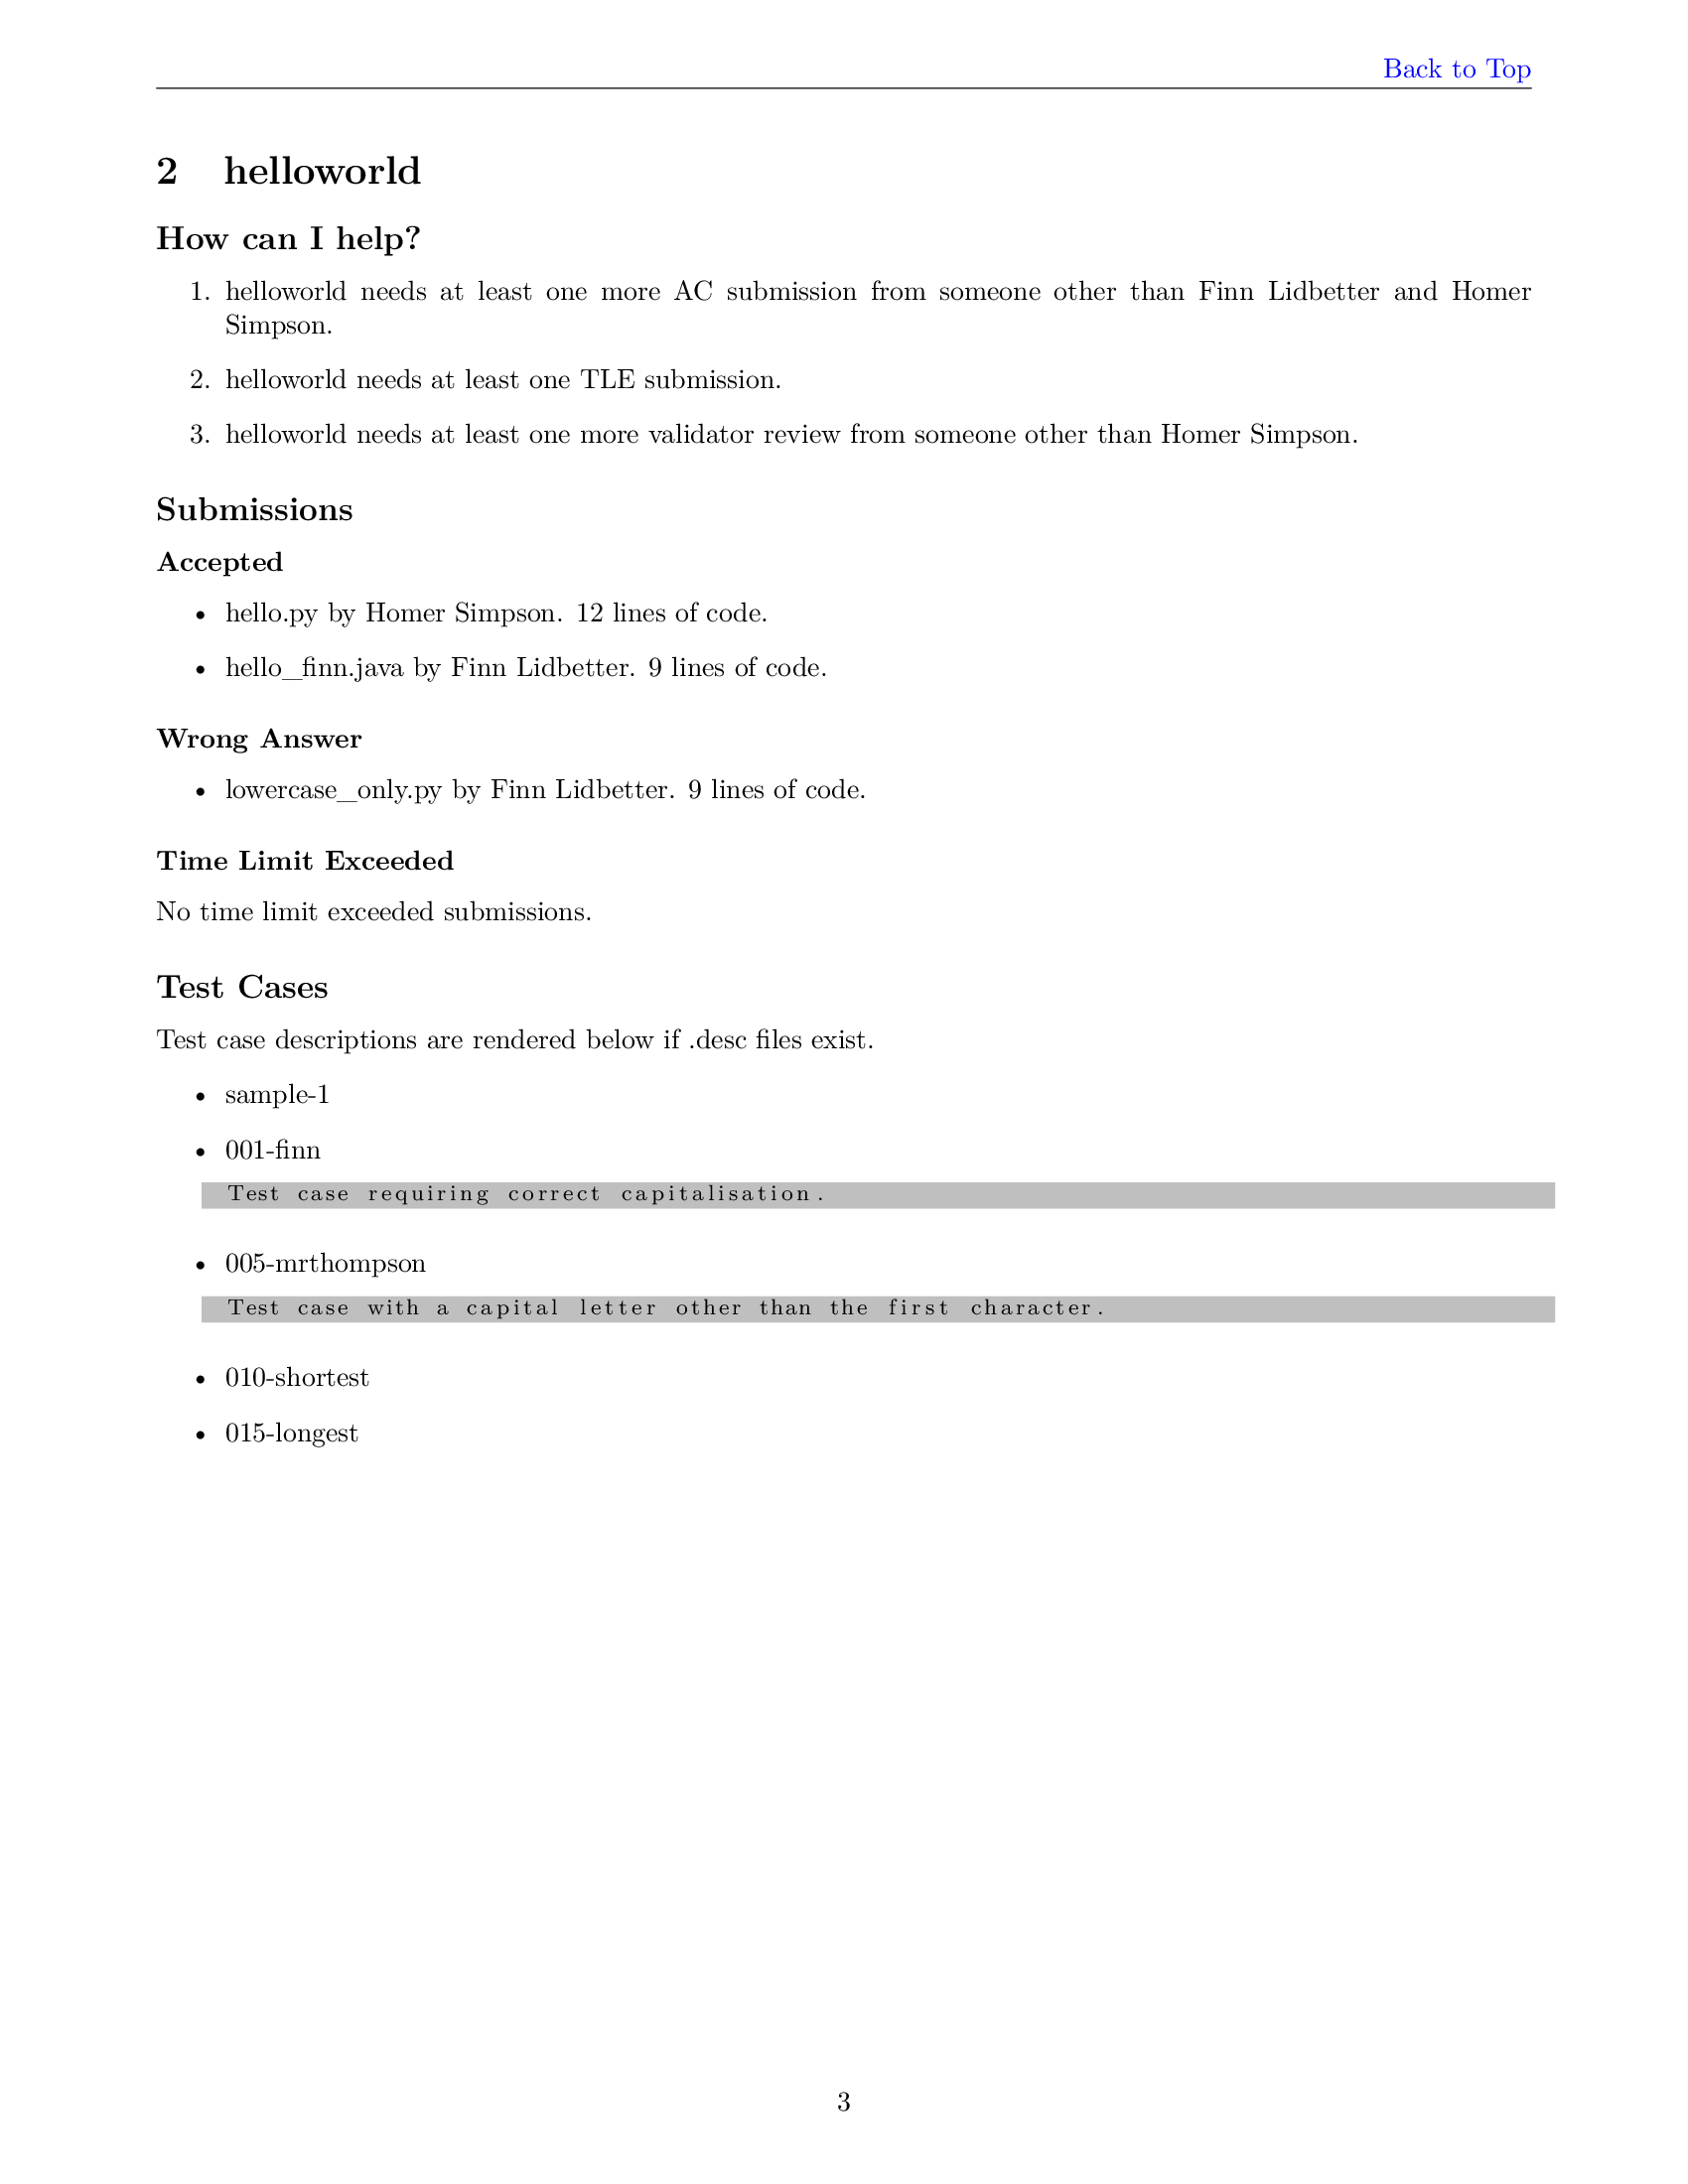 Back to Top
2 helloworld
How can I help?
1. helloworld needs at least one more AC submission from someone other than Finn Lidbetter and Homer
Simpson.
2. helloworld needs at least one TLE submission.
3. helloworld needs at least one more validator review from someone other than Homer Simpson.
Submissions
Accepted
• hello.py by Homer Simpson. 12 lines of code.
• hello_finn.java by Finn Lidbetter. 9 lines of code.
Wrong Answer
• lowercase_only.py by Finn Lidbetter. 9 lines of code.
Time Limit Exceeded
No time limit exceeded submissions.
Test Cases
Test case descriptions are rendered below if .desc files exist.
• sample-1
• 001-finn
Test case requiring correct capitalisation.
• 005-mrthompson
Test case with a capital letter other than the first character.
• 010-shortest
• 015-longest
3